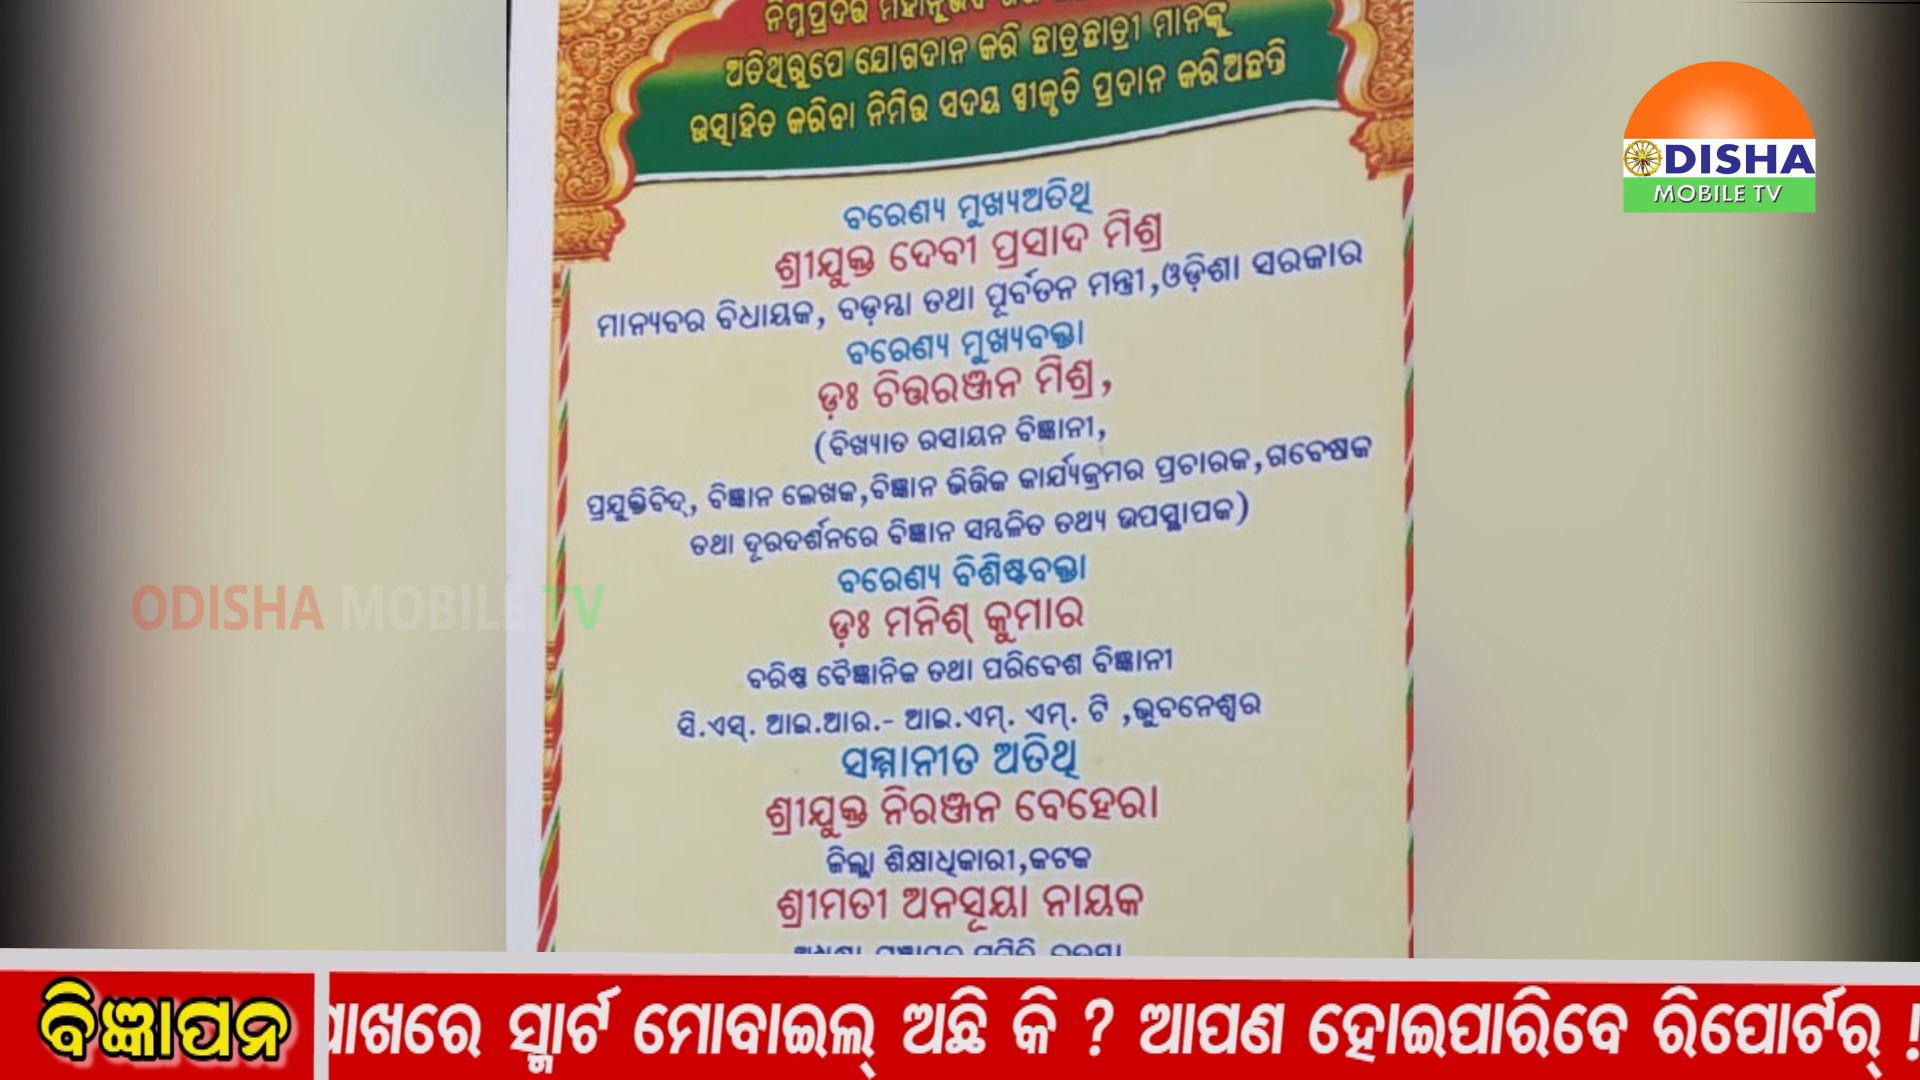 ନିମ୍ନପ୍ରଦତ୍ତ ମହାନୁଭବ
ଅତିଥିରୂପେ ଯୋଗଦାନ କରି ଛାତ୍ରଛାତ୍ରୀ ମାନଙ୍କୁ
ଉତ୍ସାହିତ କରିବା ନିମିତ୍ତ ସଦୟ ସ୍ୱୀକୃତି ପ୍ରଦାନ କରିଅଛନ୍ତି
ବରେଣ୍ୟ ମୁଖ୍ୟଅତିଥି
ଶ୍ରୀଯୁକ୍ତ ଦେବୀ ପ୍ରସାଦ ମିଶ୍ର
ମାନ୍ୟବର ବିଧାୟକ, ବଡ଼ମ୍ବା ତଥା ପୂର୍ବତନ ମନ୍ତ୍ରୀ,ଓଡ଼ିଶା ସରକାର
ବରେଣ୍ୟ ମୁଖ୍ୟବକ୍ତା
ଡ଼ଃ ଚିତ୍ତରଞ୍ଜନ ମିଶ୍ର,
(ବିଖ୍ୟାତ ରସାୟନ ବିଜ୍ଞାନୀ,
ପ୍ରଯୁକ୍ତିବିଦ୍, ବିଜ୍ଞାନ ଲେଖକ,ବିଜ୍ଞାନ ଭିତ୍ତିକ କାର୍ଯ୍ୟକ୍ରମର ପ୍ରଚାରକ,ଗବେଷକ
ତଥା ଦୂରଦର୍ଶନରେ ବିଜ୍ଞାନ ସମ୍ବଳିତ ତଥ୍ୟ ଉପସ୍ଥାପକ)
ବରେଣ୍ୟ ବିଶିଷ୍ଟବକ୍ତା
ଡ଼ଃ ମନିଶ୍ କୁମାର
ବରିଷ୍ଠ ବୈଜ୍ଞାନିକ ତଥା ପରିବେଶ ବିଜ୍ଞାନୀ
ସି.ଏସ୍. ଆଇ.ଆର.- ଆଇ.ଏମ୍. ଏମ୍. ଟି ,ଭୁବନେଶ୍ୱର
ସମ୍ମାନୀତ ଅତିଥି
ଶ୍ରୀଯୁକ୍ତ ନିରଞ୍ଜନ ବେହେରା
ଜିଲ୍ଲା ଶିକ୍ଷାଧିକାରୀ,କଟକ
ଶ୍ରୀମତୀ ଅନସୂୟା ନାୟକ
ODISHA
MOBILE TV
ODISHA MOBILE TV
ବିଜ୍ଞାପନ
ପାଖରେ ସ୍ମାର୍ଟ ମୋବାଇଲ୍ ଅଛି କି ? ଆପଣ ହୋଇପାରିବେ ରିପୋର୍ଟର୍ !